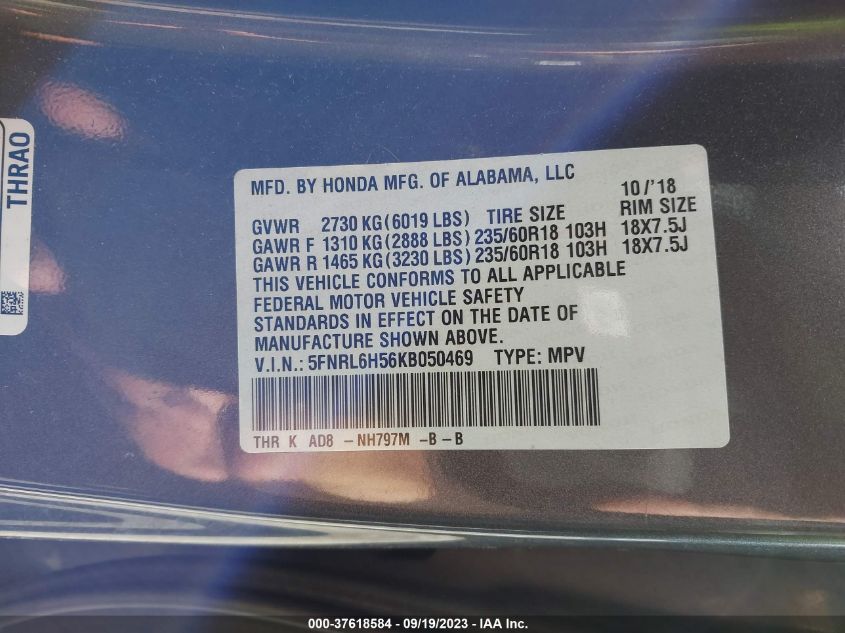 THRAO
MFD. BY HONDA MFG. OF ALABAMA, LLC
10/'18
GVWR 2730 KG (6019 LBS) TIRE SIZE RIM SIZE
GAWR F 1310 KG (2888 LBS) 235/60R18 103H 18X7.5J
GAWR R 1465 KG (3230 LBS) 235/60R18 103H 18X7.5J
THIS VEHICLE CONFORMS TO ALL APPLICABLE
FEDERAL MOTOR VEHICLE SAFETY
STANDARDS IN EFFECT ON THE DATE OF
MANUFACTURE SHOWN ABOVE.
V.I.N.: 5FNRL6H56KB050469 TYPE: MPV
THR K AD8 -NH797M -B-B
000-37618584 - 09/19/2023 - IAA Inc.